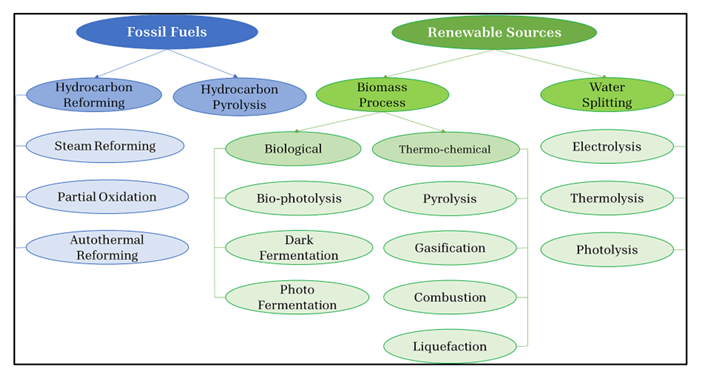 Fossil Fuels
Renewable Sources
Hydrocarbon
Reforming
Hydrocarbon
Pyrolysis
Biomass
Process
Water
Splitting
Steam Reforming
Partial Oxidation
Autothermal
Reforming
Biological
Bio-photolysis
Dark
Fermentation
Photo
Fermentation
Thermo-chemical
Pyrolysis
Gasification
Combustion
Liquefaction
Electrolysis
Thermolysis
Photolysis